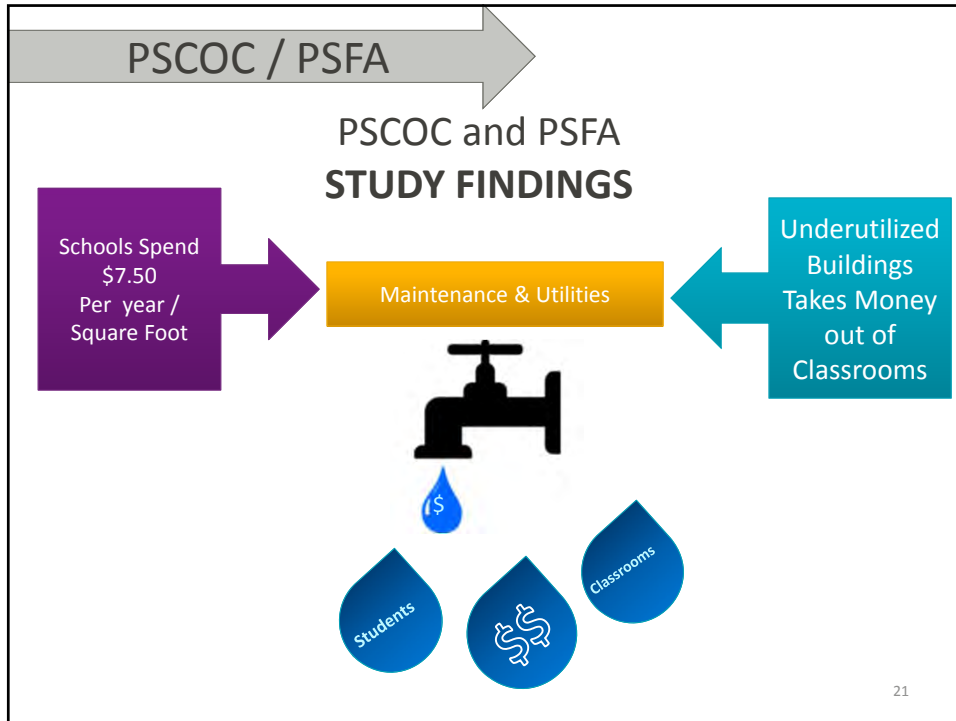 PSCOC / PSFA
PSCOC and PSFA
STUDY FINDINGS
Schools Spend
$7.50
Per year /
Square Foot
Maintenance & Utilities
Underutilized
Buildings
Takes Money
out of
Classrooms
$
Students
$$
Classrooms
21